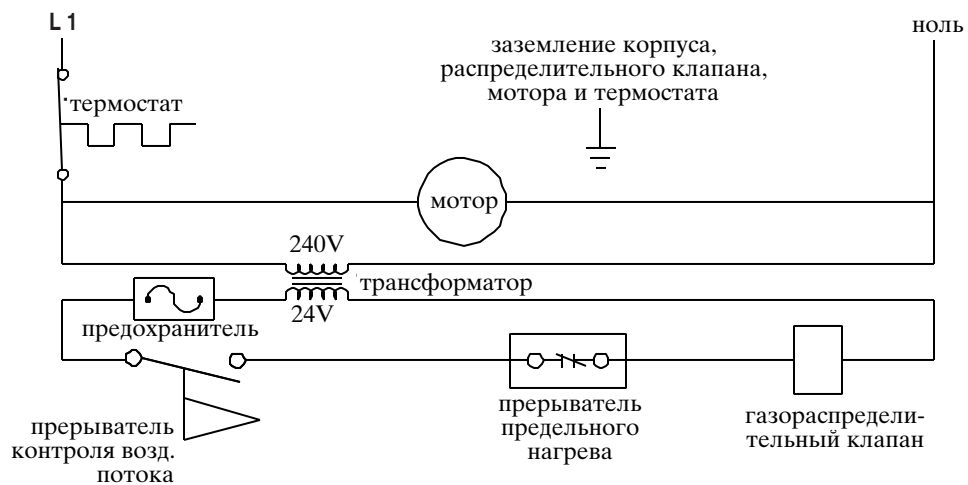 L 1
ноль
заземление корпуса,
распределительного клапана,
мотора и термостата
термостат
мотор
240V
трансформатор
24V
предохранитель
прерыватель
контроля возд.
потока
прерыватель
предельного
нагрева
газораспредели-
тельный клапан